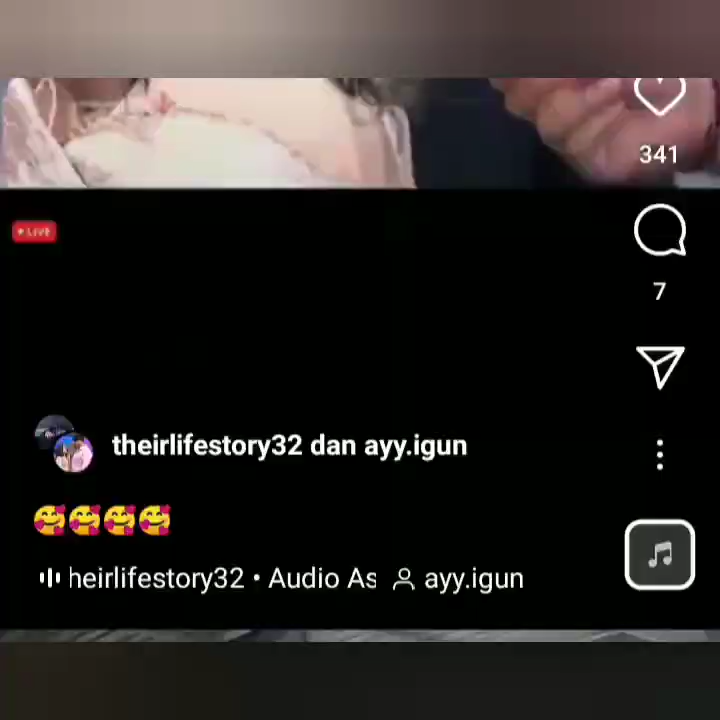 341
LIVE
7
theirlifestory32 dan ayy.igun
🥰🥰🥰🥰
heirlifestory32 • Audio As ayy.igun